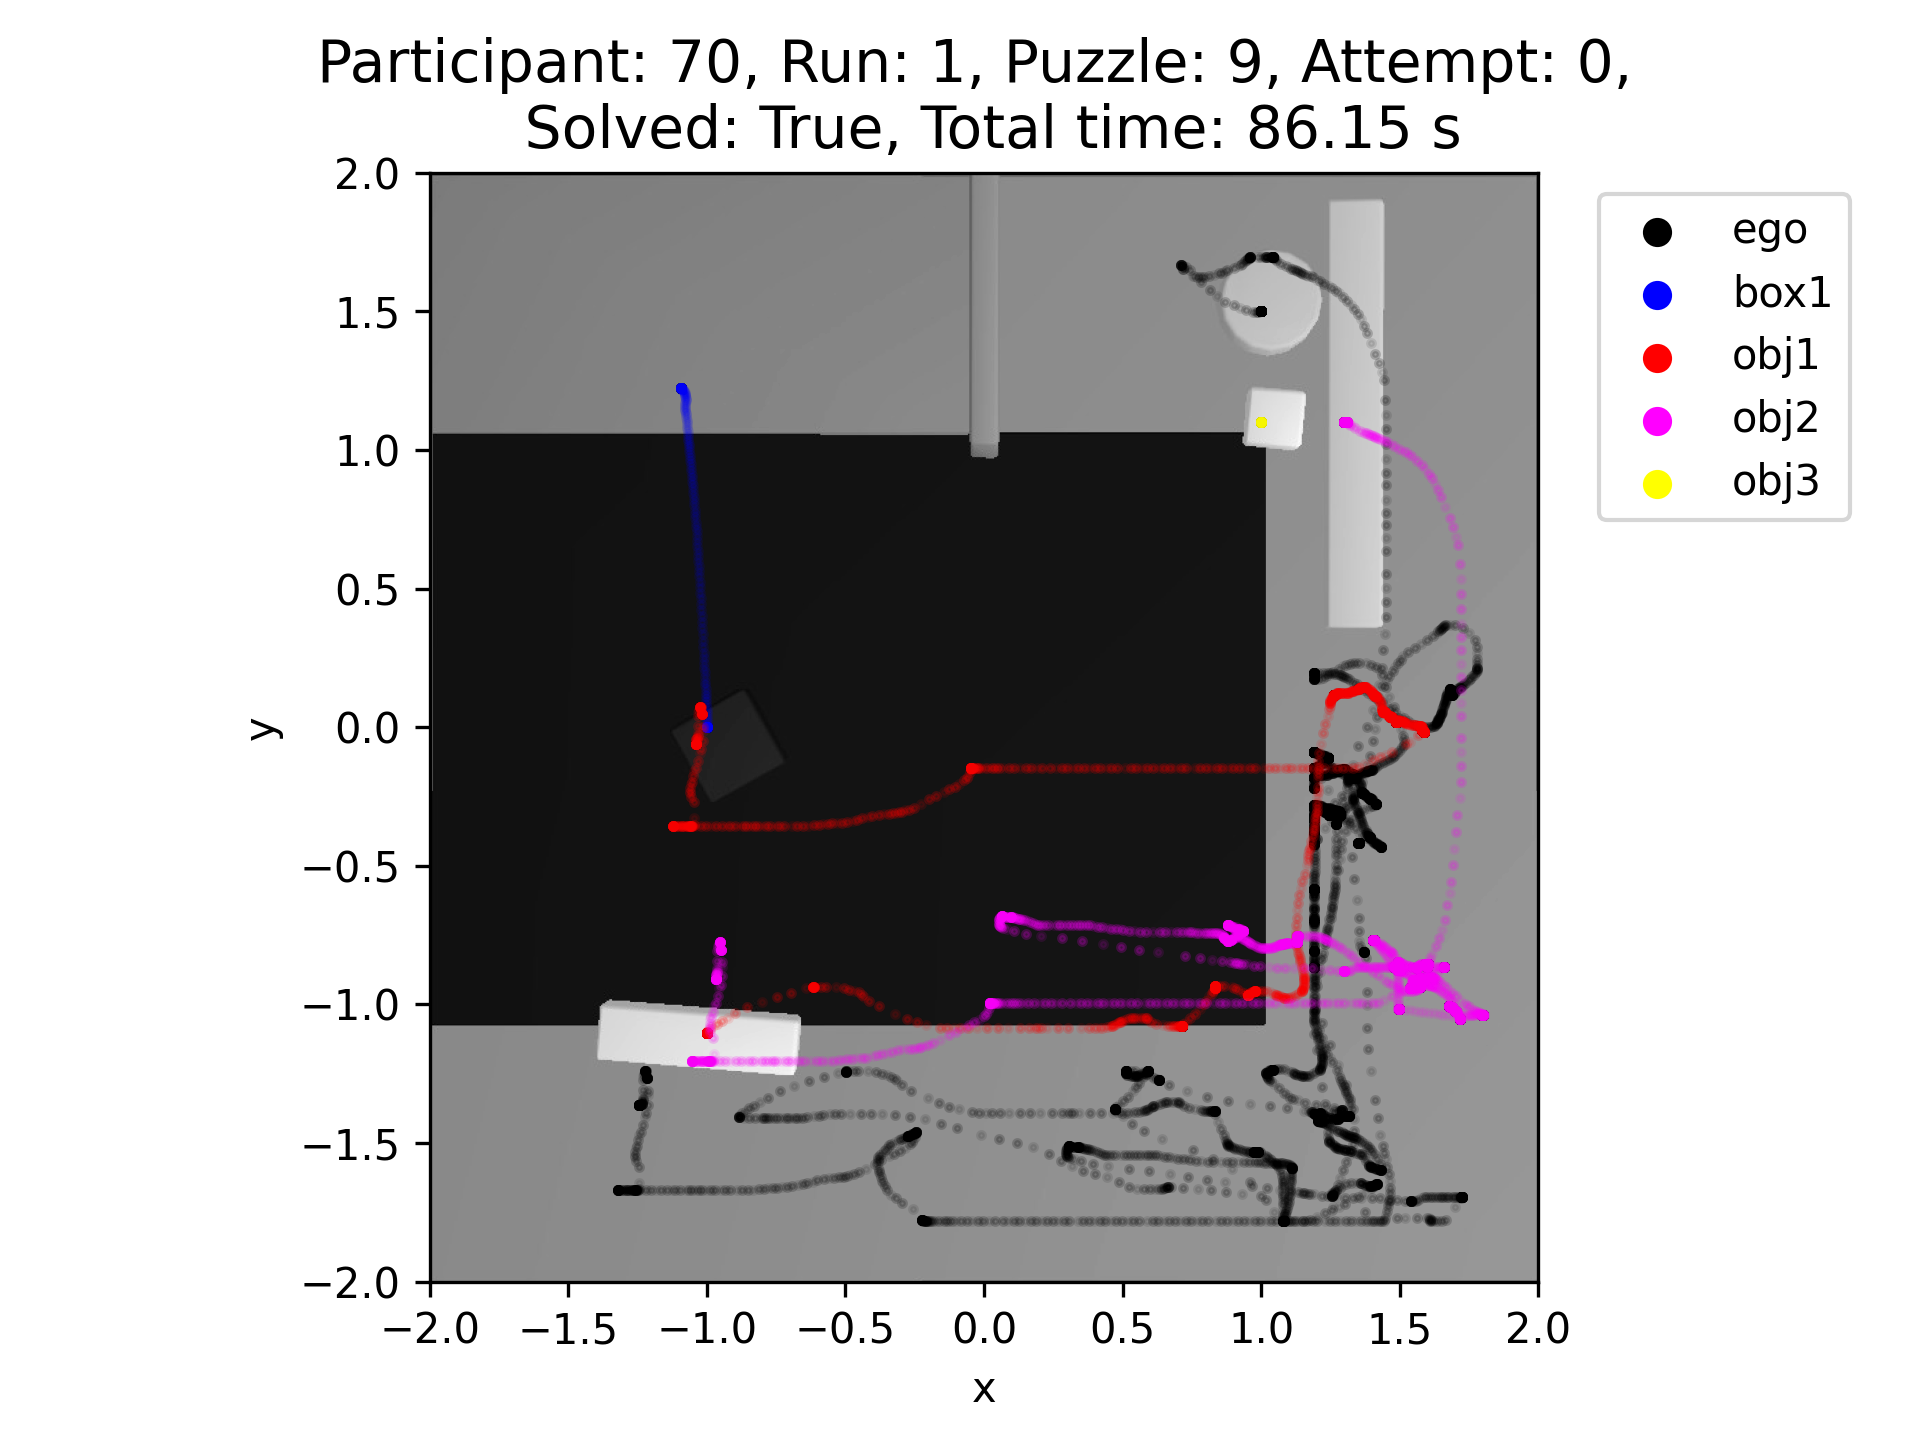 Participant: 70, Run: 1, Puzzle: 9, Attempt: 0,
Solved: True, Total time: 86.15 s
2.0
1.5
1.0
0.5
0.0
−0.5
−1.0
−1.5
−2.0
y
−2.0 −1.5 −1.0 −0.5 0.0 0.5 1.0 1.5 2.0
x
ego
box1
obj1
obj2
obj3